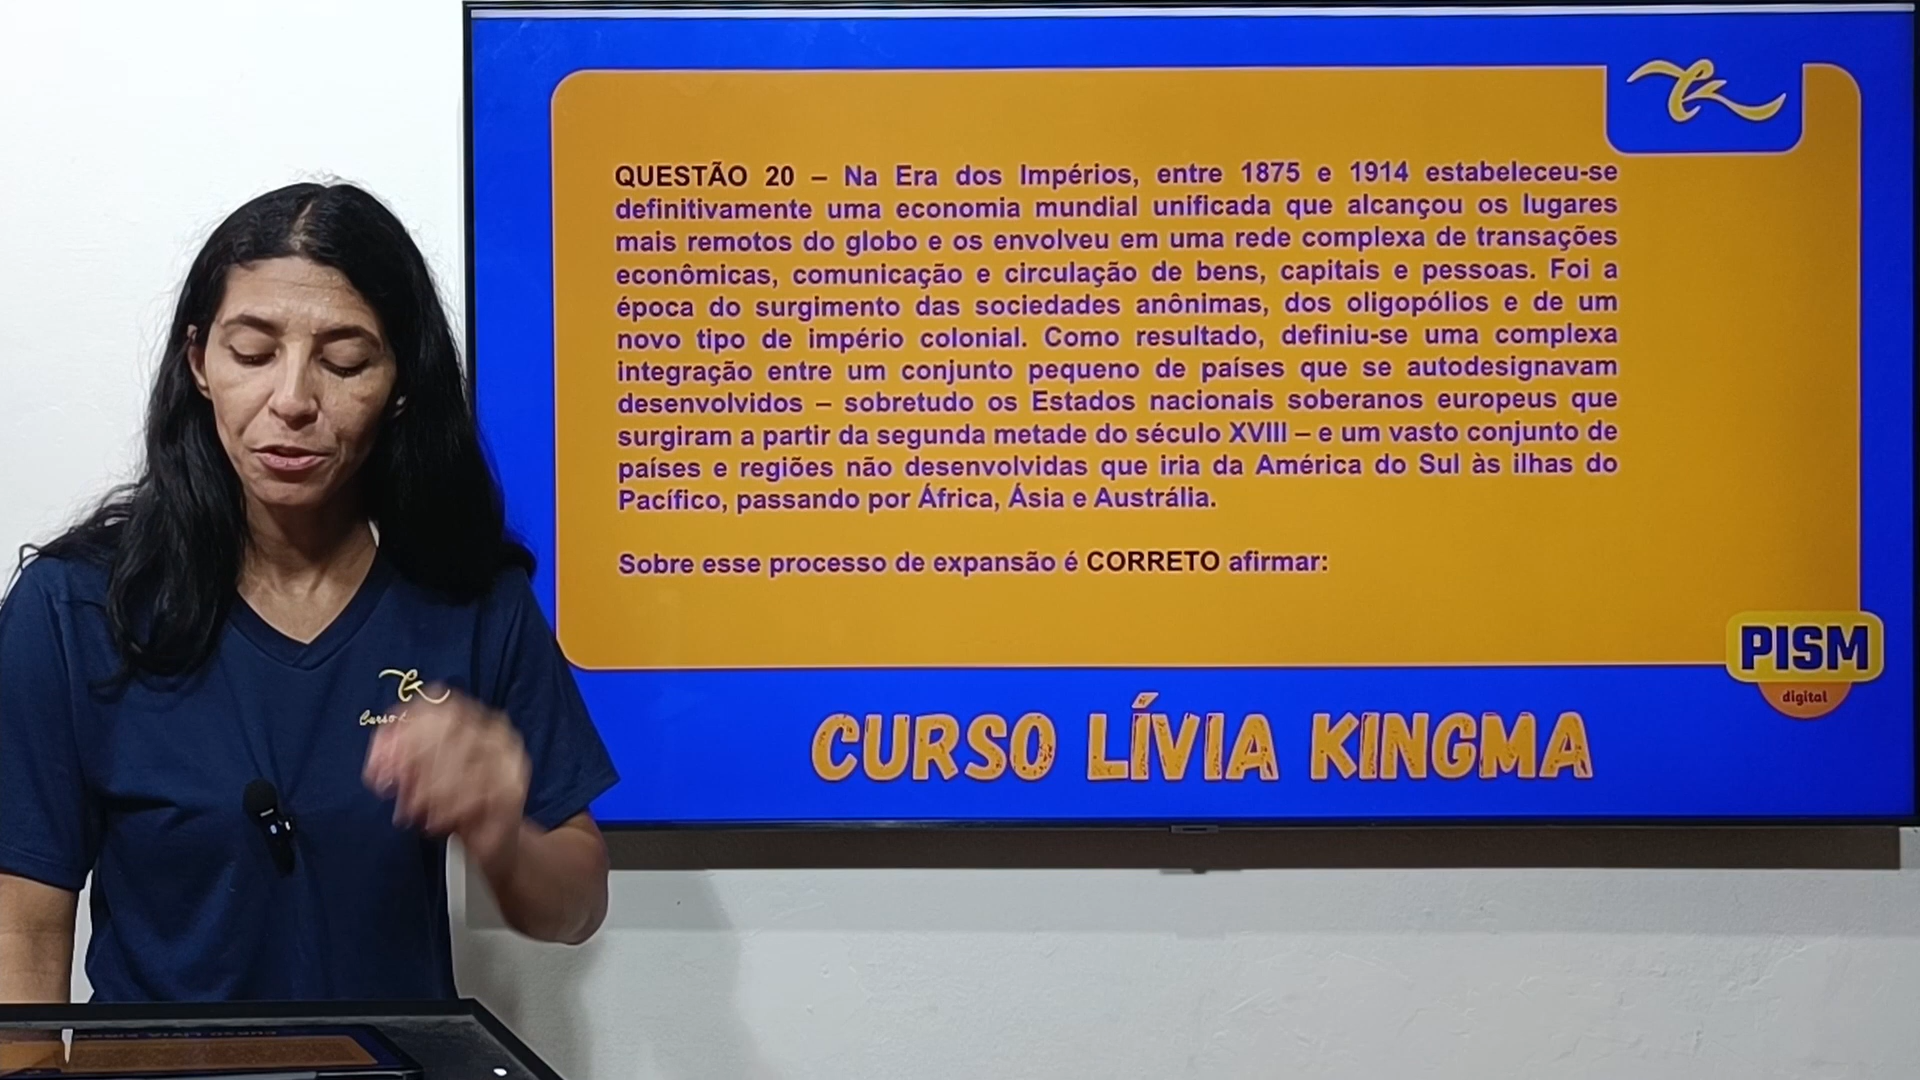 QUESTÃO 20 – Na Era dos Impérios, entre 1875 e 1914 estabeleceu-se
definitivamente uma economia mundial unificada que alcançou os lugares
mais remotos do globo e os envolveu em uma rede complexa de transações
econômicas, comunicação e circulação de bens, capitais e pessoas. Foi a
época do surgimento das sociedades anônimas, dos oligopólios e de um
novo tipo de império colonial. Como resultado, definiu-se uma complexa
integração entre um conjunto pequeno de países que se autodesignavam
desenvolvidos – sobretudo os Estados nacionais soberanos europeus que
surgiram a partir da segunda metade do século XVIII – e um vasto conjunto de
países e regiões não desenvolvidas que iria da América do Sul às ilhas do
Pacífico, passando por África, Ásia e Austrália.
Sobre esse processo de expansão é CORRETO afirmar:
PISM
digital
CURSO LÍVIA KINGMA
Curso